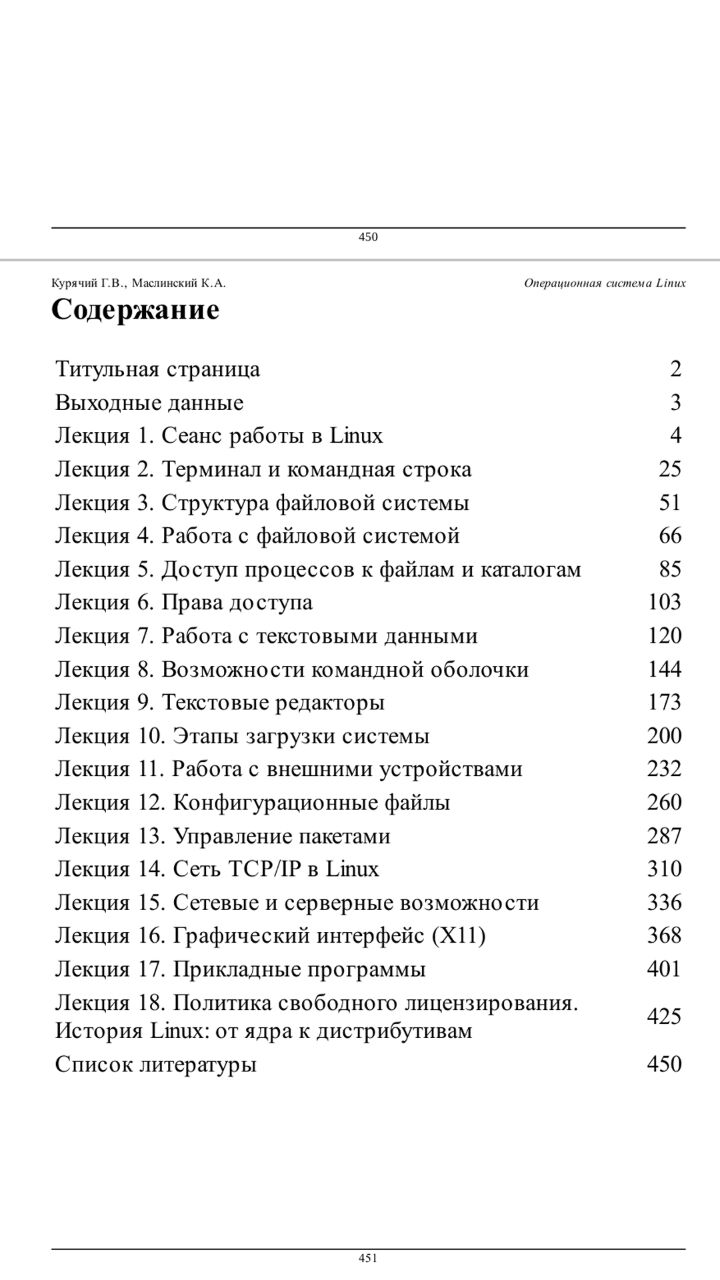 450
Курячий Г.В., Маслинский К.А. Операционная система Linux
Содержание
Титульная страница 2
Выходные данные 3
Лекция 1. Сеанс работы в Linux 4
Лекция 2. Терминал и командная строка 25
Лекция 3. Структура файловой системы 51
Лекция 4. Работа с файловой системой 66
Лекция 5. Доступ процессов к файлам и каталогам 85
Лекция 6. Права доступа 103
Лекция 7. Работа с текстовыми данными 120
Лекция 8. Возможности командной оболочки 144
Лекция 9. Текстовые редакторы 173
Лекция 10. Этапы загрузки системы 200
Лекция 11. Работа с внешними устройствами 232
Лекция 12. Конфигурационные файлы 260
Лекция 13. Управление пакетами 287
Лекция 14. Сеть TCP/IP в Linux 310
Лекция 15. Сетевые и серверные возможности 336
Лекция 16. Графический интерфейс (X11) 368
Лекция 17. Прикладные программы 401
Лекция 18. Политика свободного лицензирования.
История Linux: от ядра к дистрибутивам 425
Список литературы 450
451